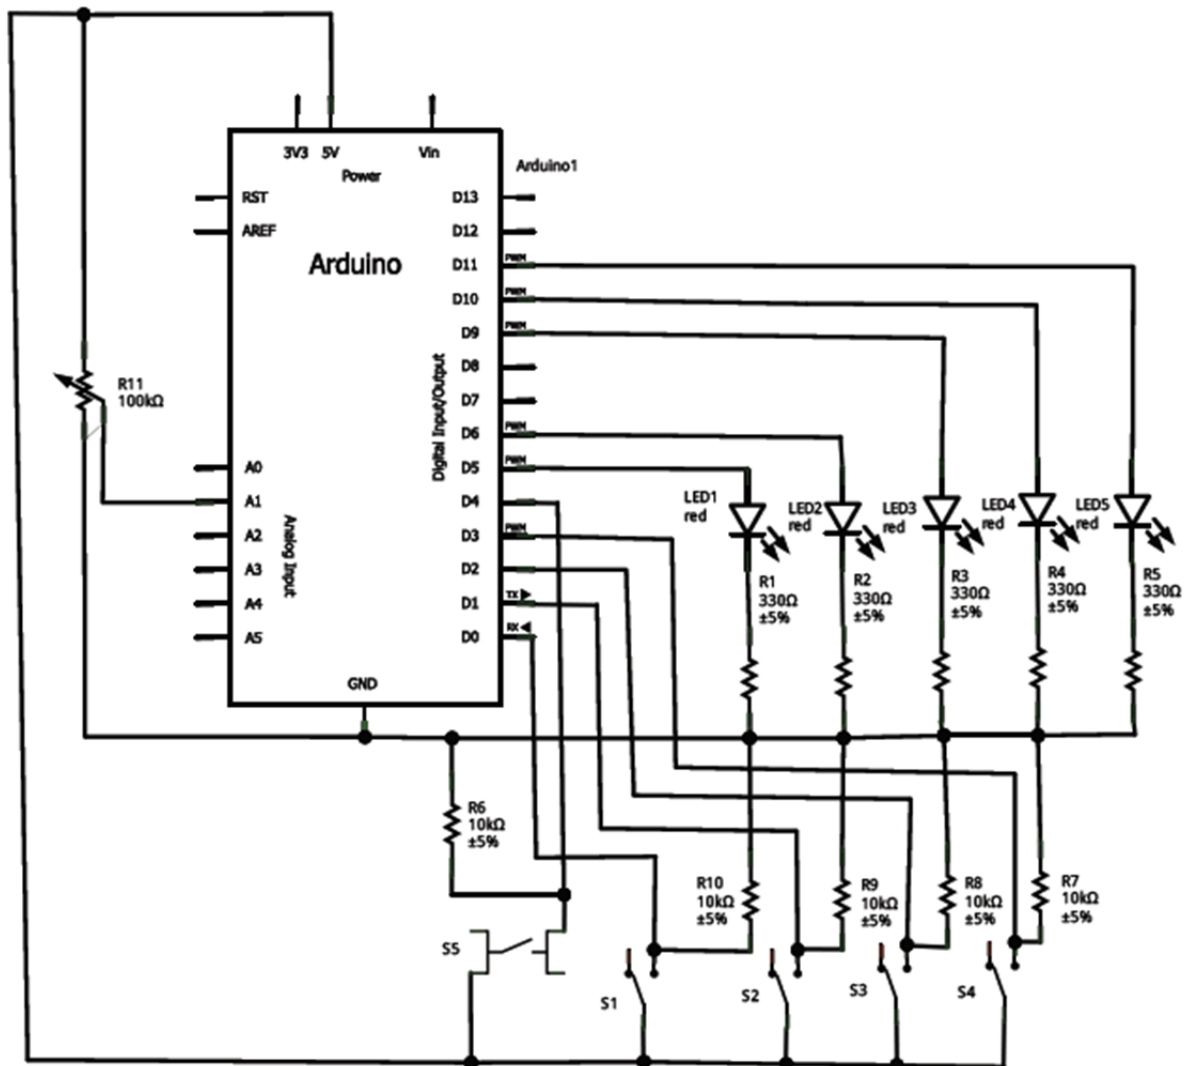 3V3 5V Vin
Power
Arduino1
RST
AREF
Arduino
D13
D12
D11
PWM
D10
PWM
D9
PWM
D8
D7
D6
PWM
D5
PWM
D4
D3
PWM
D2
D1
TX
D0
RX
Digital Input/Output
A0
A1
A2
A3
A4
A5
Analog Input
GND
R11
100kΩ
LED1
red
LED2
red
LED3
red
LED4
red
LED5
red
R1
330Ω
±5%
R2
330Ω
±5%
R3
330Ω
±5%
R4
330Ω
±5%
R5
330Ω
±5%
R6
10kΩ
±5%
R10
10kΩ
±5%
R9
10kΩ
±5%
R8
10kΩ
±5%
R7
10kΩ
±5%
S5
S1
S2
S3
S4